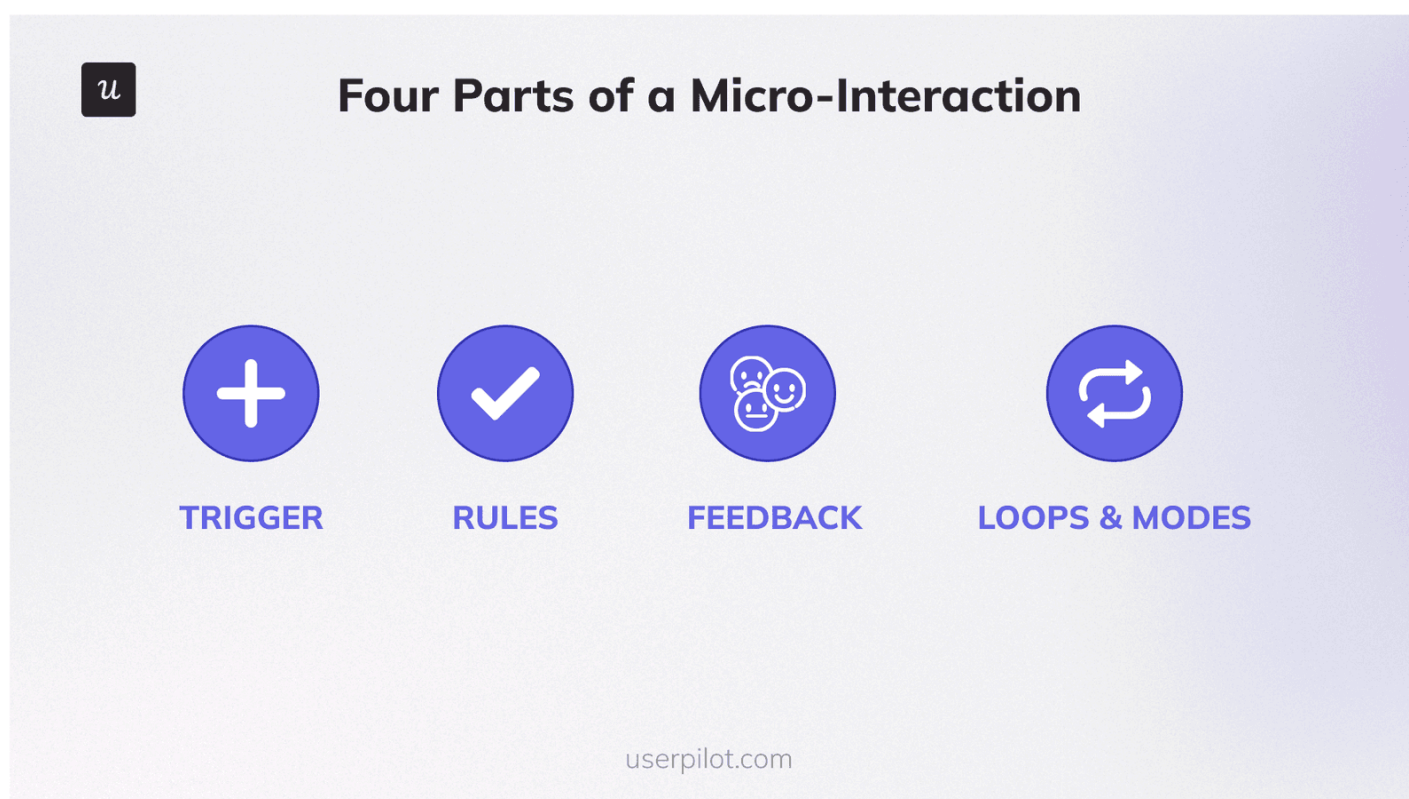 u
Four Parts of a Micro-Interaction
TRIGGER
RULES
FEEDBACK
LOOPS & MODES
userpilot.com